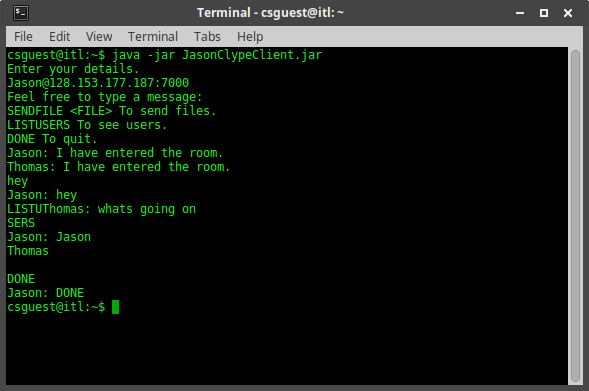 Terminal - csguest@itl: ~
File Edit View Terminal Tabs Help
csguest@itl:~$ java -jar JasonClypeClient.jar
Enter your details.
Jason@128.153.177.187:7000
Feel free to type a message:
SENDFILE <FILE> To send files.
LISTUSERS To see users.
DONE To quit.
Jason: I have entered the room.
Thomas: I have entered the room.
hey
Jason: hey
LISTUThomas: whats going on
SERS
Jason: Jason
Thomas
DONE
Jason: DONE
csguest@itl:~$